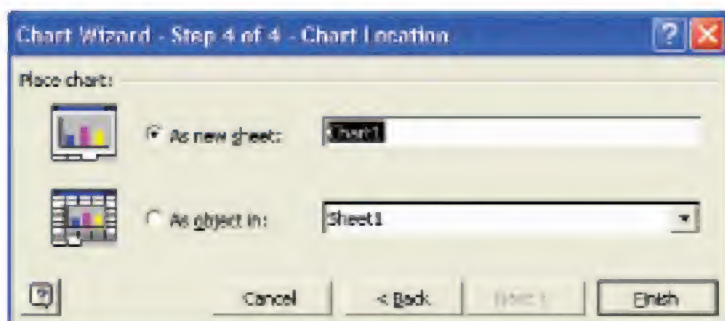 Chart Wizard - Step 4 of 4 - Chart Location
Place chart:
As new sheet: Chart1
As object in: Sheet1
Cancel < Back Next > Finish